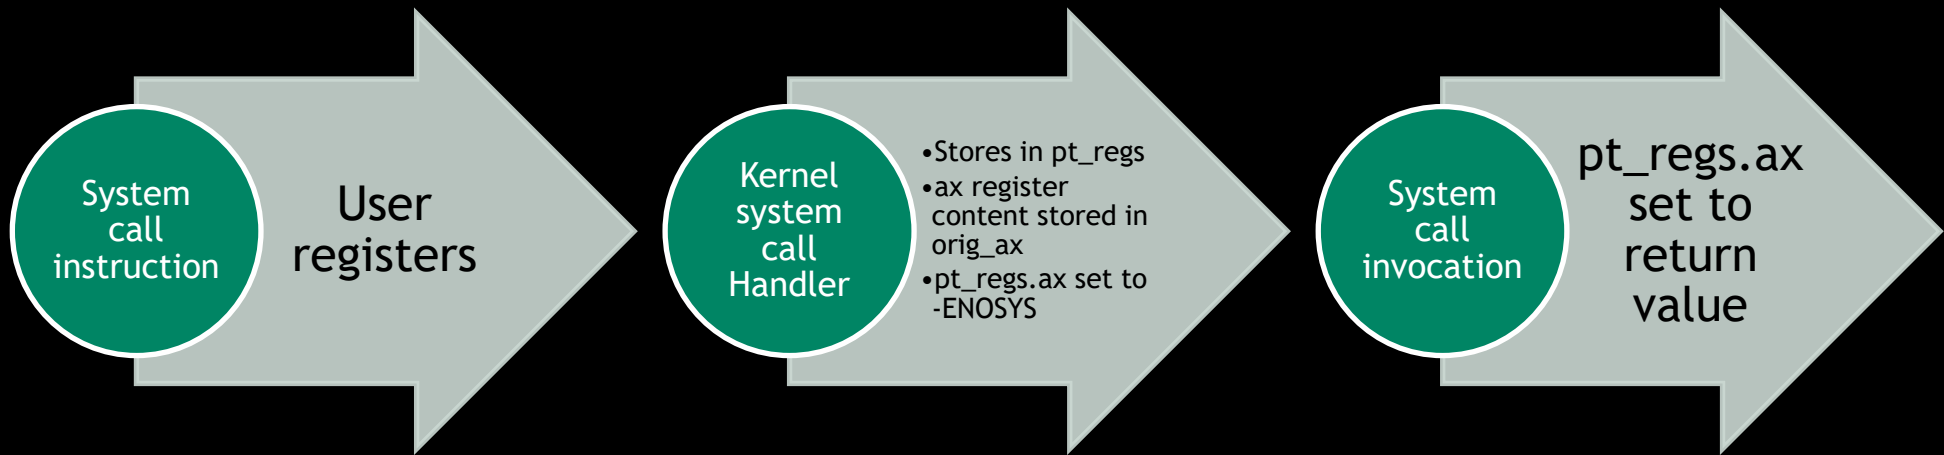 System
call
instruction
User
registers
Kernel
system
call
Handler
•Stores in pt_regs
•ax register
content stored in
orig_ax
•pt_regs.ax set to
-ENOSYS
System
call
invocation
pt_regs.ax
set to
return
value